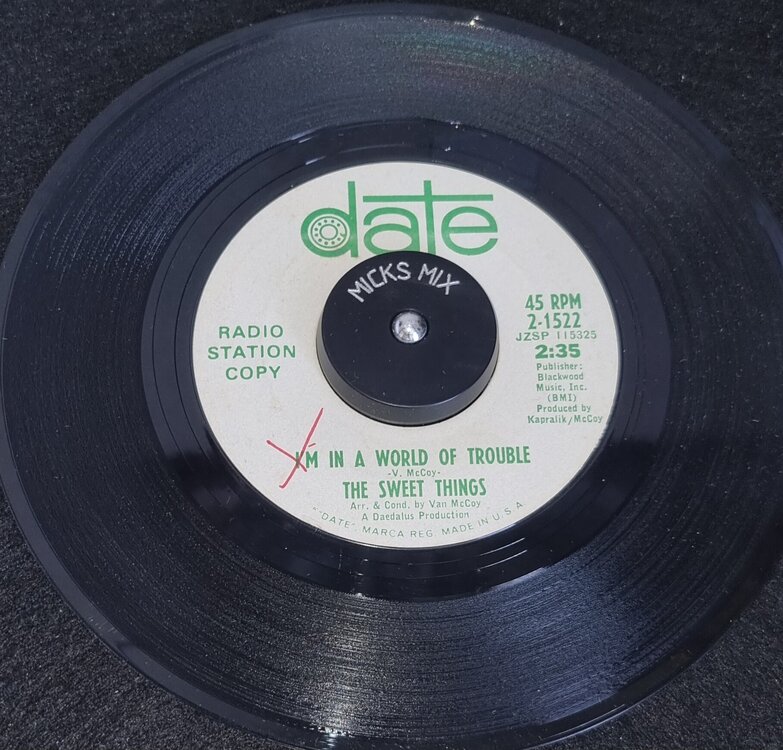 date
MICKS MIX
45 RPM
2-1522
JZSP 115325
2:35
Publisher:
Blackwood
Music, Inc.
(BMI)
Produced by
Kapralik/McCoy
RADIO
STATION
COPY
I'M IN A WORLD OF TROUBLE
-V. McCoy-
THE SWEET THINGS
Arr. & Cond. by Van McCoy
A Daedalus Production
"DATE", MARCA REG. MADE IN U.S.A